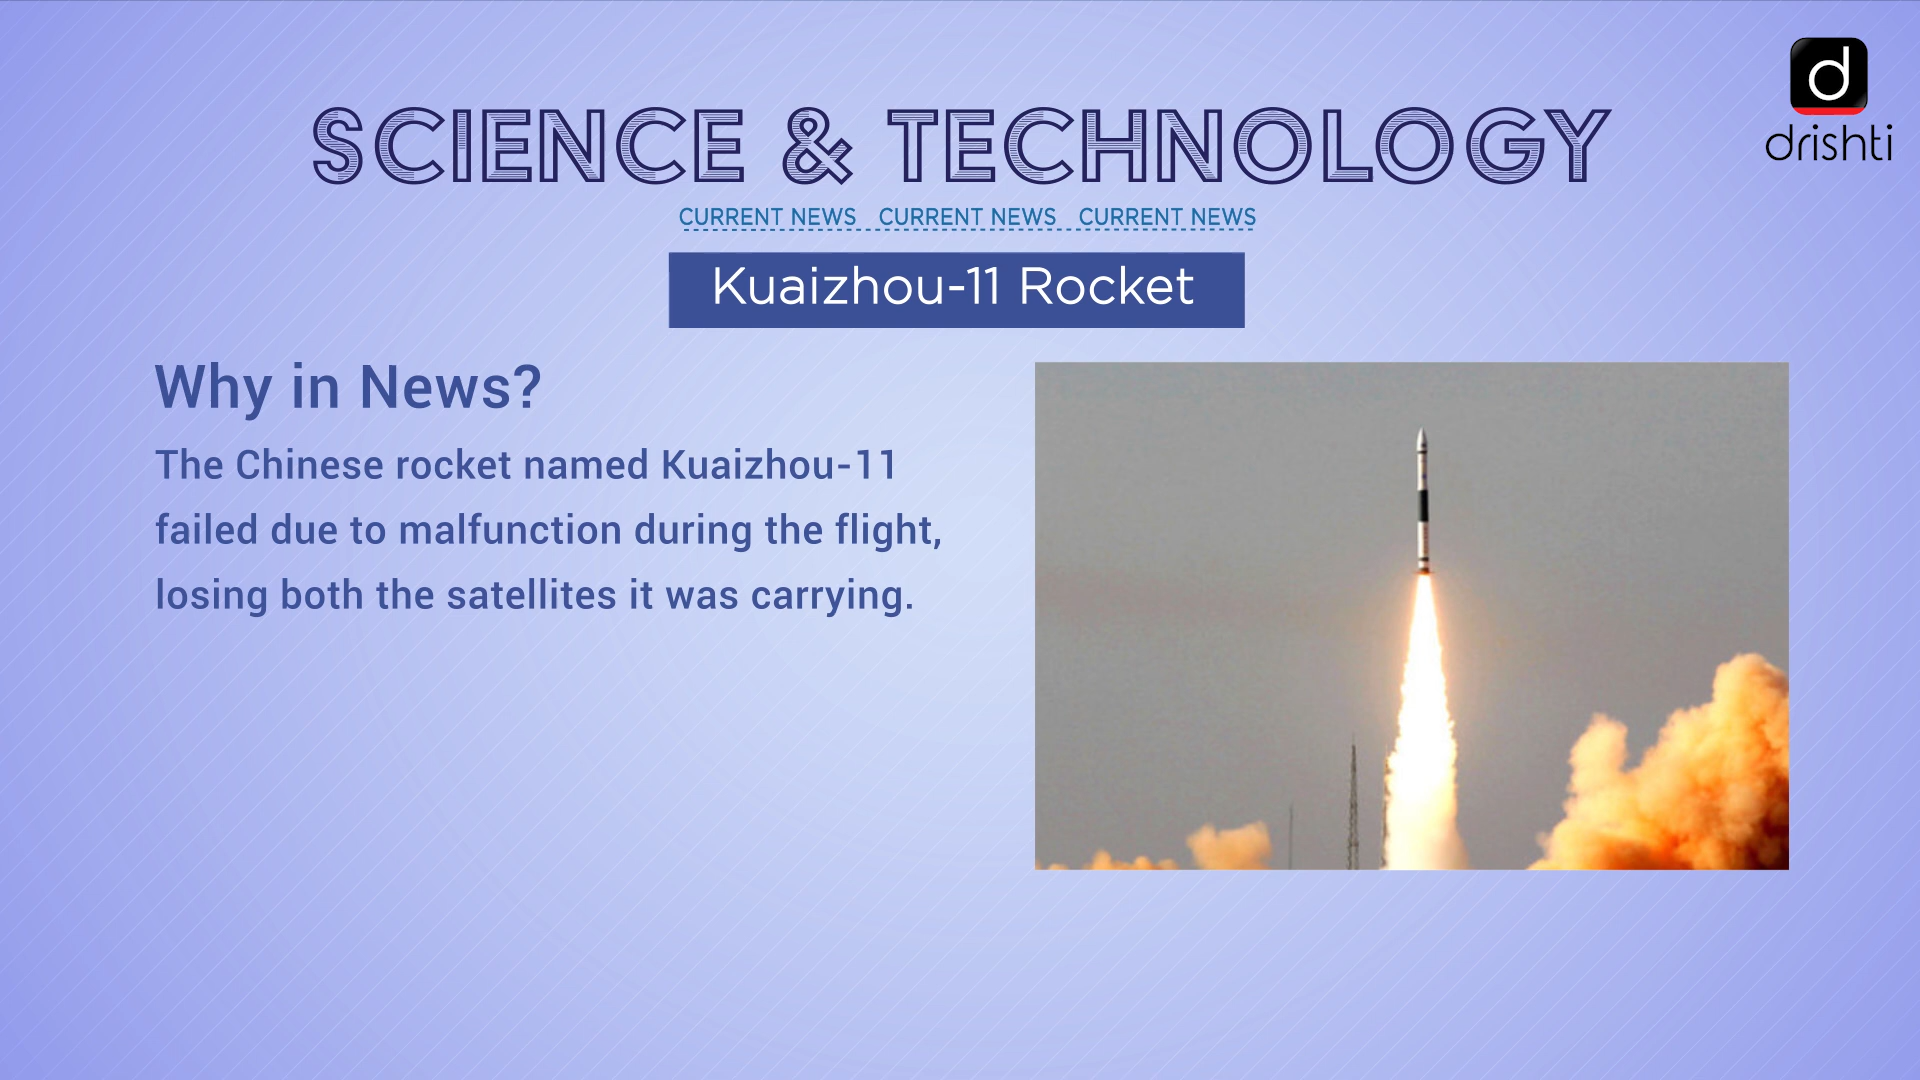 SCIENCE & TECHNOLOGY
d
drishti
CURRENT NEWS CURRENT NEWS CURRENT NEWS
Kuaizhou-11 Rocket
Why in News?
The Chinese rocket named Kuaizhou-11
failed due to malfunction during the flight,
losing both the satellites it was carrying.